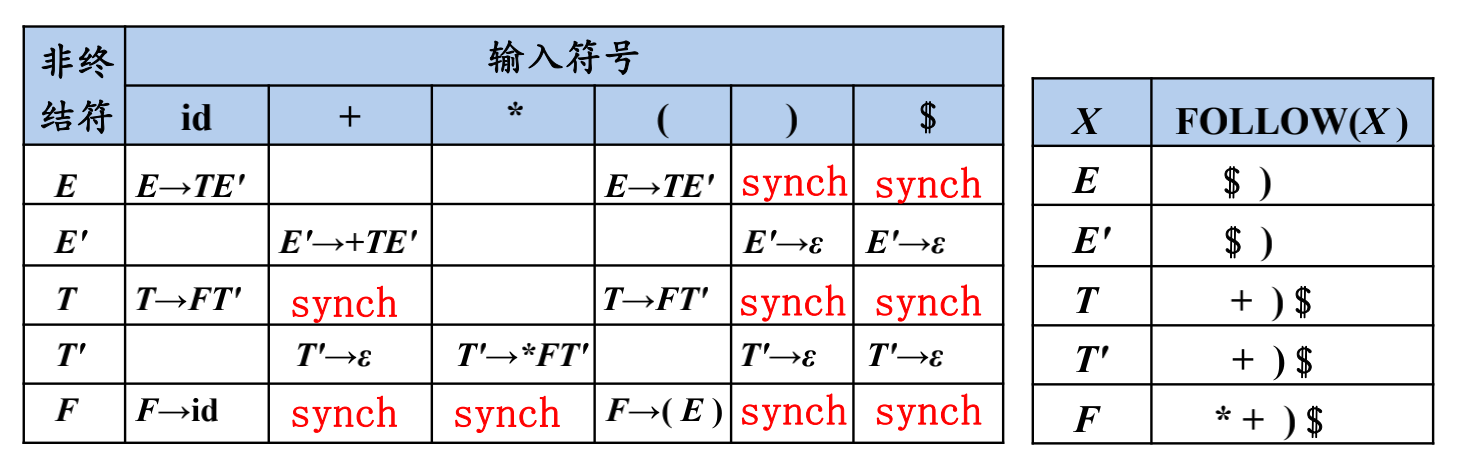 非终结符 输入符号
id + * ( ) $
E E→TE' E→TE' synch synch
E' E'→+TE' E'→ε E'→ε
T T→FT' synch T→FT' synch synch
T' T'→ε T'→*FT' T'→ε T'→ε
F F→id synch synch F→( E ) synch synch
X FOLLOW(X )
E $ )
E' $ )
T + ) $
T' + ) $
F * + ) $